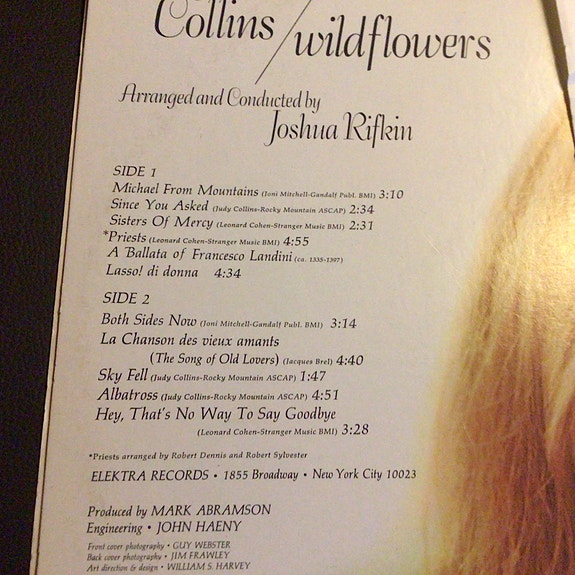 Collins / wildflowers
Arranged and Conducted by
Joshua Rifkin
SIDE 1
Michael From Mountains (Joni Mitchell-Gandalf Publ. BMI) 3:10
Since You Asked (Judy Collins-Rocky Mountain ASCAP) 2:34
Sisters Of Mercy (Leonard Cohen-Stranger Music BMI) 2:31
*Priests (Leonard Cohen-Stranger Music BMI) 4:55
A Ballata of Francesco Landini (ca. 1335-1397)
Lasso! di donna 4:34
SIDE 2
Both Sides Now (Joni Mitchell-Gandalf Publ. BMI) 3:14
La Chanson des vieux amants
(The Song of Old Lovers) (Jacques Brel) 4:40
Sky Fell (Judy Collins-Rocky Mountain ASCAP) 1:47
Albatross (Judy Collins-Rocky Mountain ASCAP) 4:51
Hey, That's No Way To Say Goodbye
(Leonard Cohen-Stranger Music BMI) 3:28
*Priests arranged by Robert Dennis and Robert Sylvester
ELEKTRA RECORDS • 1855 Broadway • New York City 10023
Produced by MARK ABRAMSON
Engineering • JOHN HAENY
Front cover photography • GUY WEBSTER
Back cover photography • JIM FRAWLEY
Art direction & design • WILLIAM S. HARVEY